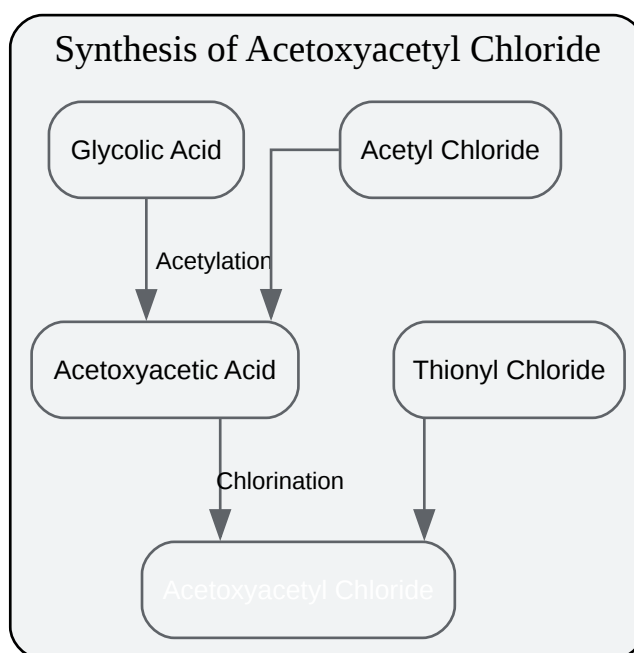 Synthesis of Acetoxyacetyl Chloride
Glycolic Acid
Acetyl Chloride
Acetylation
Acetoxyacetic Acid
Thionyl Chloride
Chlorination
Acetoxyacetyl Chloride